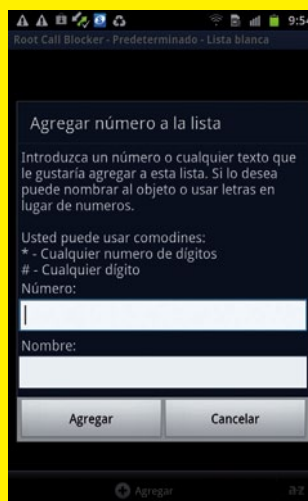 9:54
Root Call Blocker - Predeterminado - Lista blanca
Agregar número a la lista
Introduzca un número o cualquier texto que
le gustaría agregar a esta lista. Si lo desea
puede nombrar al objeto o usar letras en
lugar de numeros.
Usted puede usar comodines:
* - Cualquier numero de dígitos
# - Cualquier dígito
Número:
Nombre:
Agregar
Cancelar
Agregar
a-z